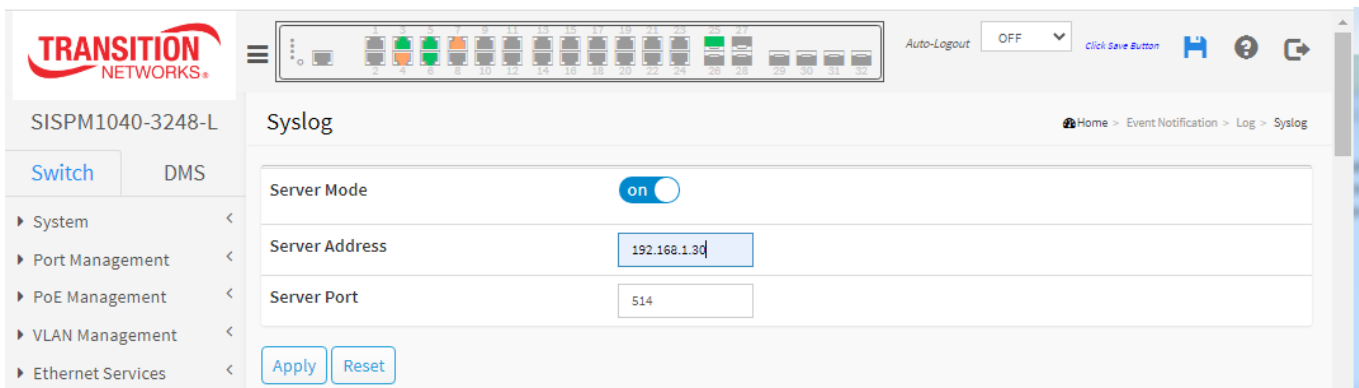 TRANSITION
NETWORKS®
1 3 5 7 9 11 13 15 17 19 21 23 25 27
2 4 6 8 10 12 14 16 18 20 22 24 26 28 29 30 31 32
Auto-Logout OFF Click Save Button
SISPM1040-3248-L
Syslog
Home > Event Notification > Log > Syslog
Switch DMS
Server Mode on
System
Server Address 192.168.1.30
Port Management
PoE Management
Server Port 514
VLAN Management
Ethernet Services
Apply Reset